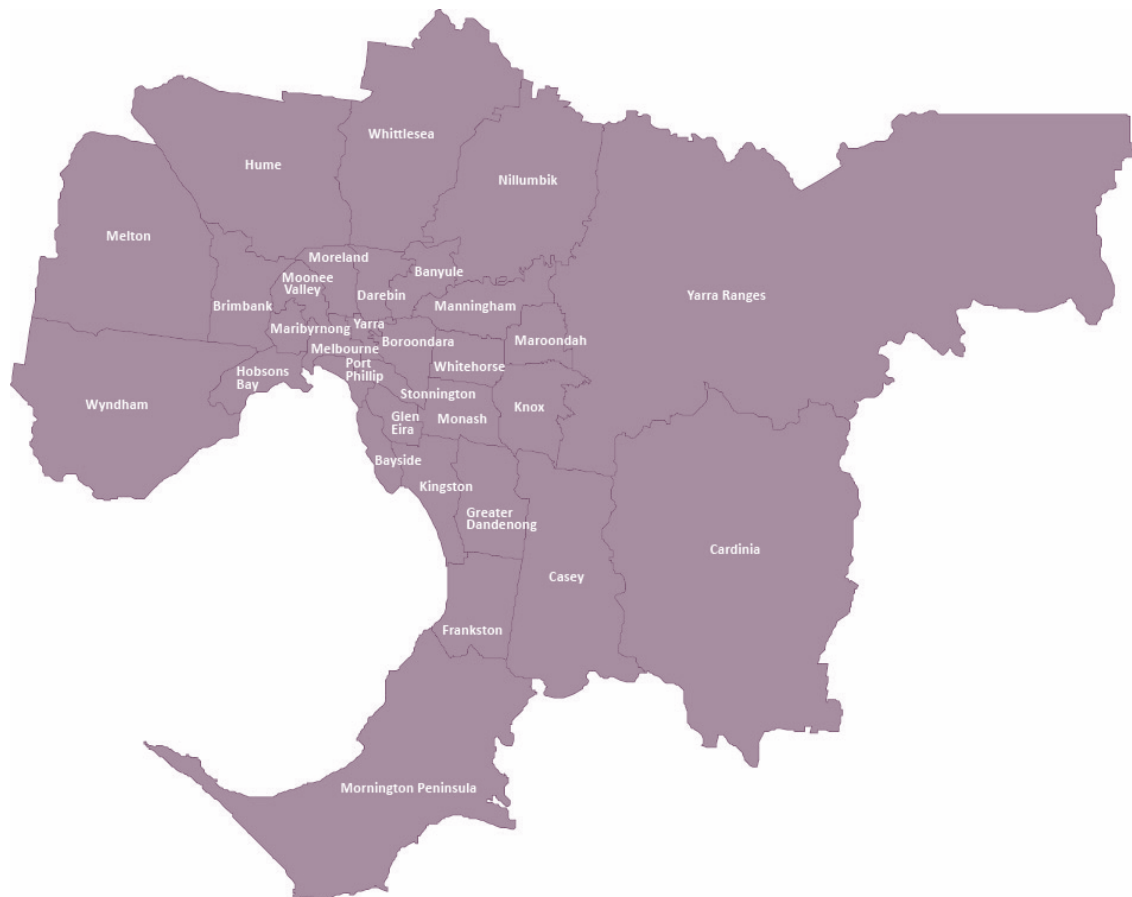 Whittlesea
Hume
Nillumbik
Melton
Moreland
Banyule
Moonee
Valley
Darebin
Yarra Ranges
Brimbank
Manningham
Maribyrnong
Yarra
Boroondara
Maroondah
Melbourne
Port
Phillip
Whitehorse
Hobsons
Bay
Wyndham
Stonnington
Knox
Glen
Eira
Monash
Bayside
Kingston
Greater
Dandenong
Cardinia
Casey
Frankston
Mornington Peninsula